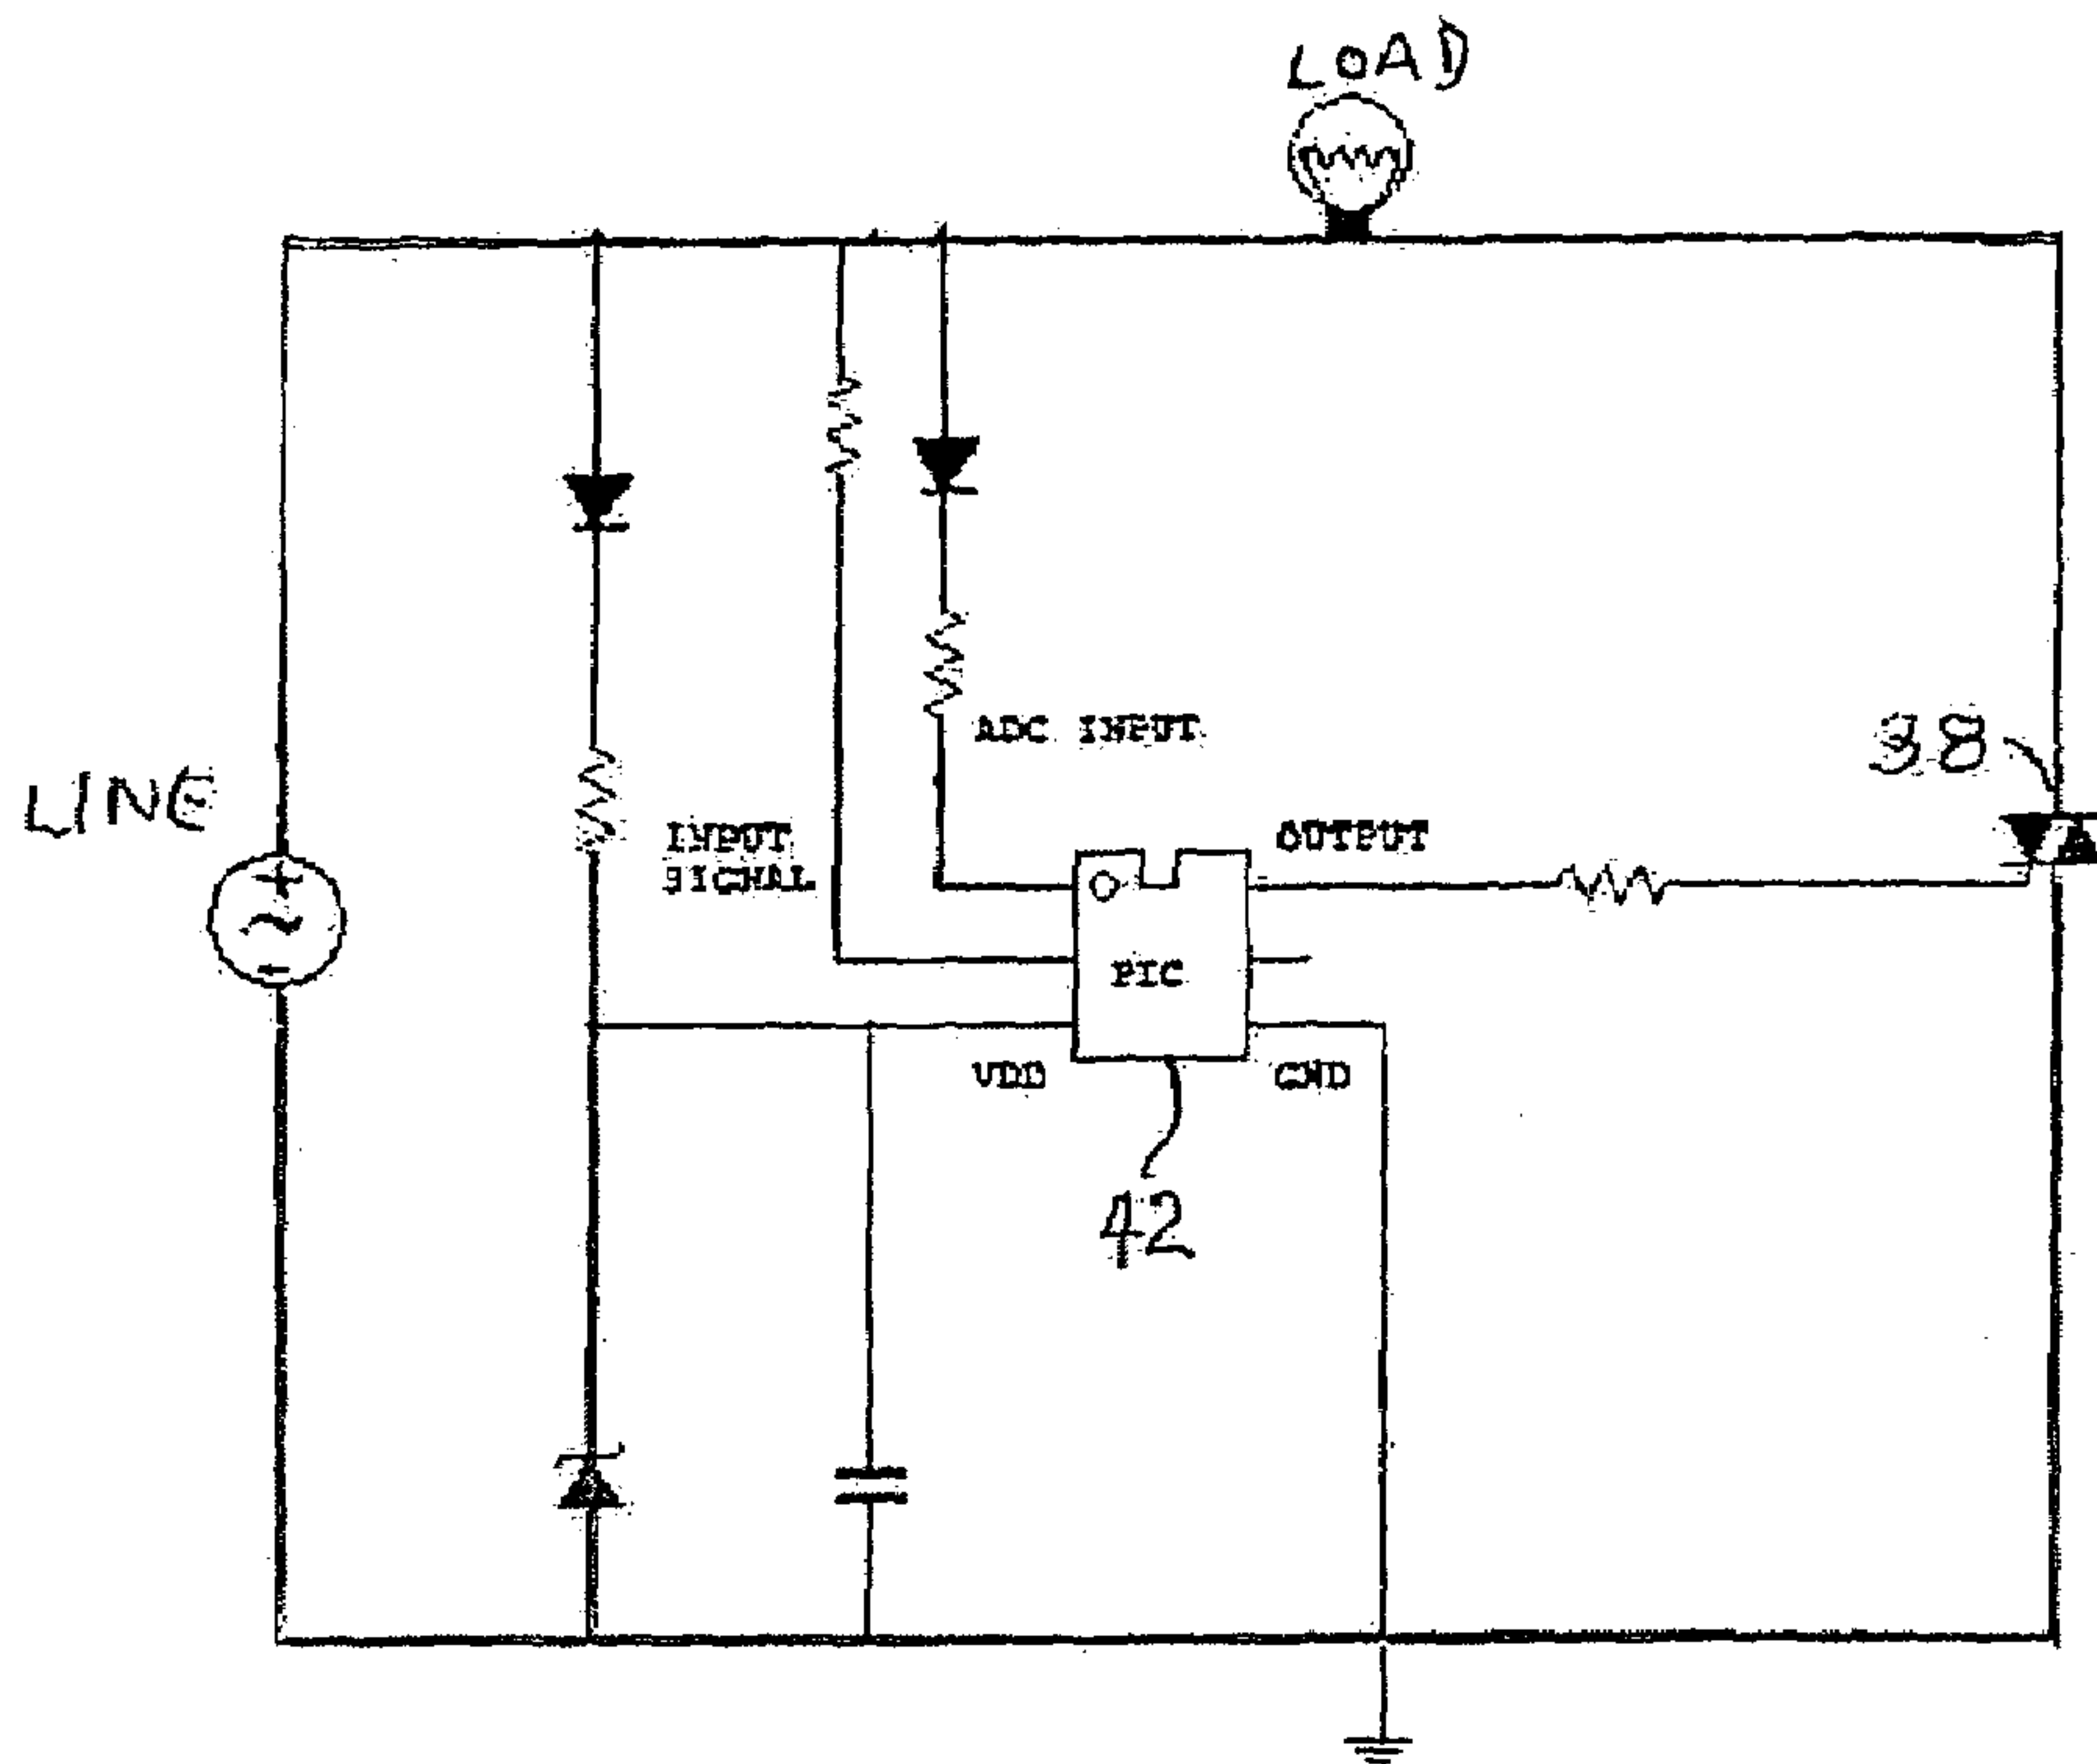 LOAD
LINE
ADC INPUT
38
INPUT
SIGNAL
OUTPUT
PIC
VDD
GND
42